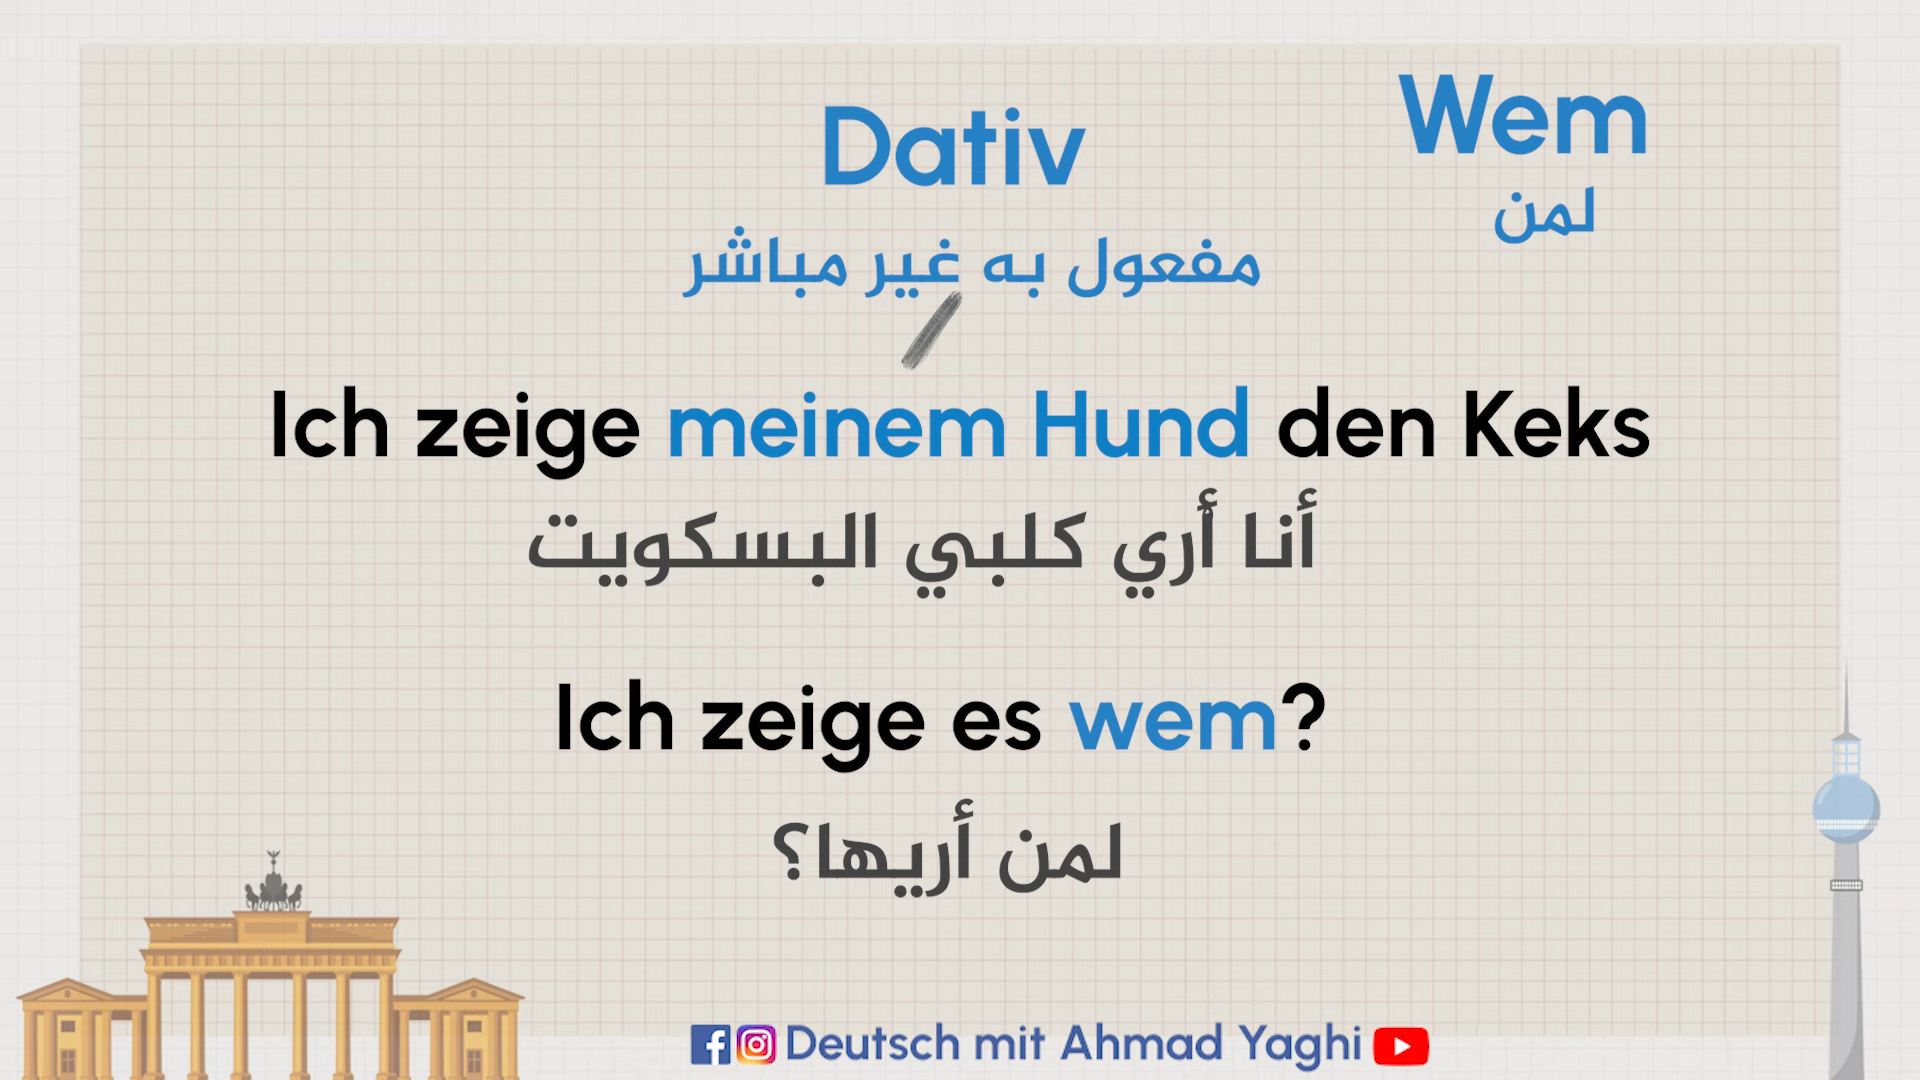 Dativ
Wem
لمن
مفعول به غير مباشر
Ich zeige meinem Hund den Keks
أنا أري كلبي البسكويت
Ich zeige es wem?
لمن أريها؟
Deutsch mit Ahmad Yaghi